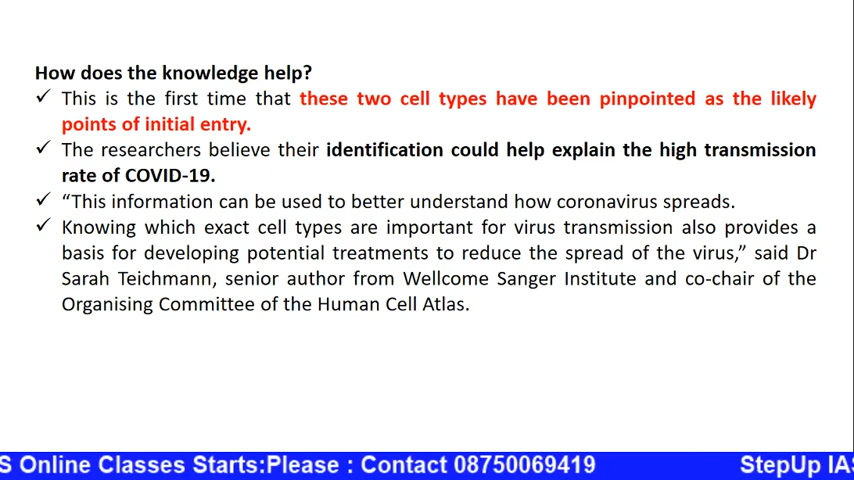 How does the knowledge help?
✓ This is the first time that these two cell types have been pinpointed as the likely
points of initial entry.
✓ The researchers believe their identification could help explain the high transmission
rate of COVID-19.
✓ “This information can be used to better understand how coronavirus spreads.
✓ Knowing which exact cell types are important for virus transmission also provides a
basis for developing potential treatments to reduce the spread of the virus,” said Dr
Sarah Teichmann, senior author from Wellcome Sanger Institute and co-chair of the
Organising Committee of the Human Cell Atlas.
S Online Classes Starts:Please : Contact 08750069419 StepUp IAS